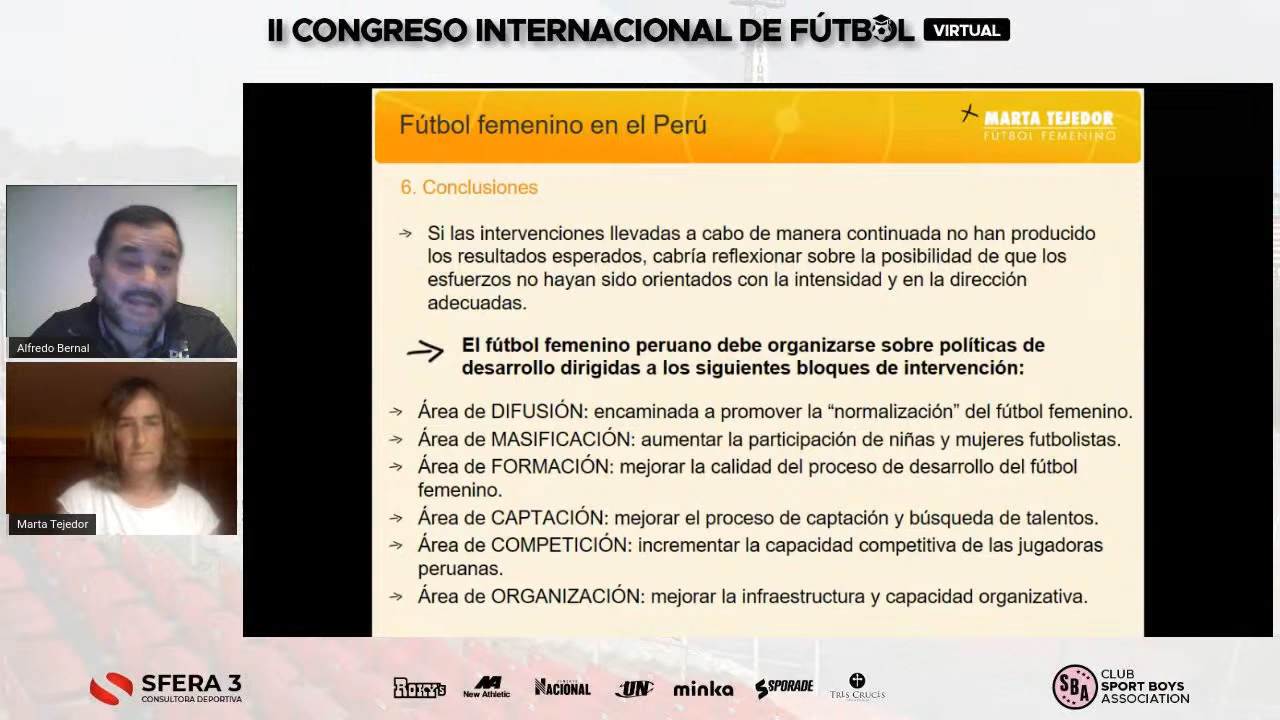 II CONGRESO INTERNACIONAL DE FÚTBOL VIRTUAL
Fútbol femenino en el Perú
MARTA TEJEDOR
FÚTBOL FEMENINO
6. Conclusiones
Si las intervenciones llevadas a cabo de manera continuada no han producido
los resultados esperados, cabría reflexionar sobre la posibilidad de que los
esfuerzos no hayan sido orientados con la intensidad y en la dirección
adecuadas.
El fútbol femenino peruano debe organizarse sobre políticas de
desarrollo dirigidas a los siguientes bloques de intervención:
Área de DIFUSIÓN: encaminada a promover la “normalización” del fútbol femenino.
Área de MASIFICACIÓN: aumentar la participación de niñas y mujeres futbolistas.
Área de FORMACIÓN: mejorar la calidad del proceso de desarrollo del fútbol
femenino.
Área de CAPTACIÓN: mejorar el proceso de captación y búsqueda de talentos.
Área de COMPETICIÓN: incrementar la capacidad competitiva de las jugadoras
peruanas.
Área de ORGANIZACIÓN: mejorar la infraestructura y capacidad organizativa.
Alfredo Bernal
Marta Tejedor
SFERA 3
CONSULTORA DEPORTIVA
ROKY'S
New Athletic
NACIONAL
UN
minka
SPORADE
TRES CRUCES
SBA
CLUB
SPORT BOYS
ASSOCIATION